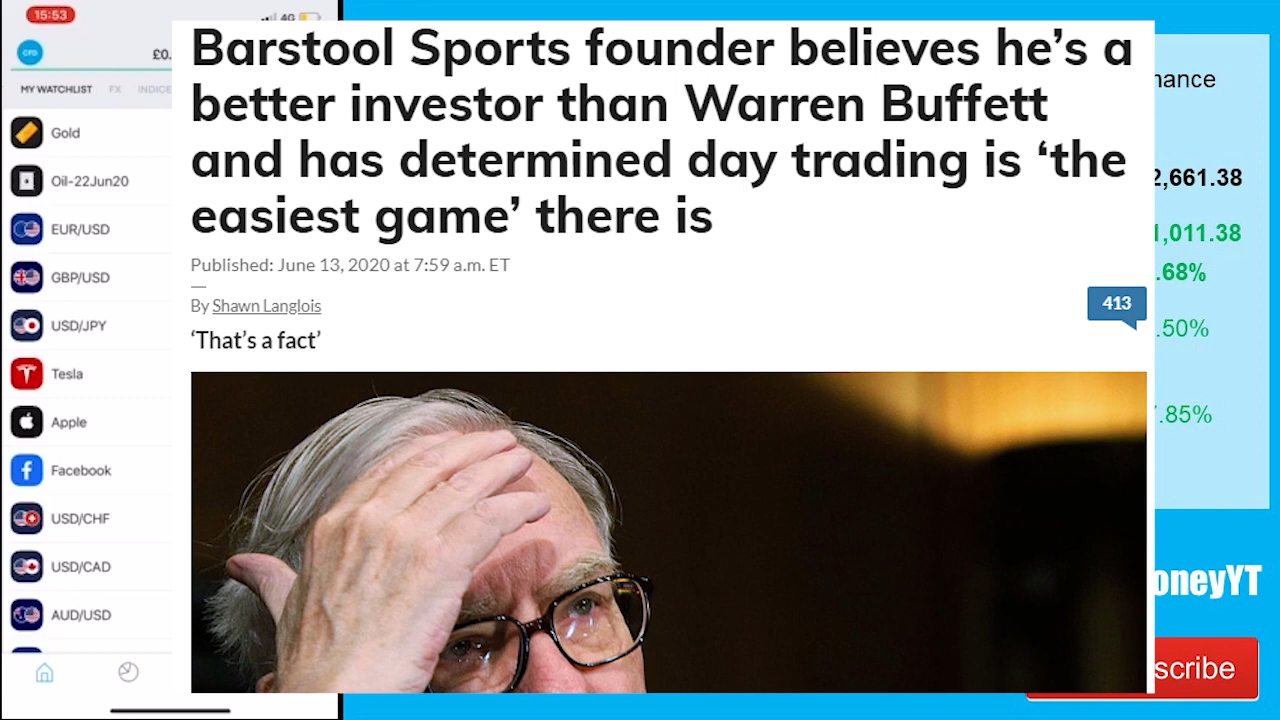 15:53
4G
CFD
£0.
MY WATCHLIST FX INDICE
Gold
Oil-22Jun20
EUR/USD
GBP/USD
USD/JPY
Tesla
Apple
Facebook
USD/CHF
USD/CAD
AUD/USD
Barstool Sports founder believes he’s a
better investor than Warren Buffett
and has determined day trading is ‘the
easiest game’ there is
Published: June 13, 2020 at 7:59 a.m. ET
By Shawn Langlois
413
‘That’s a fact’
2,661.38
1,011.38
.68%
.50%
.85%